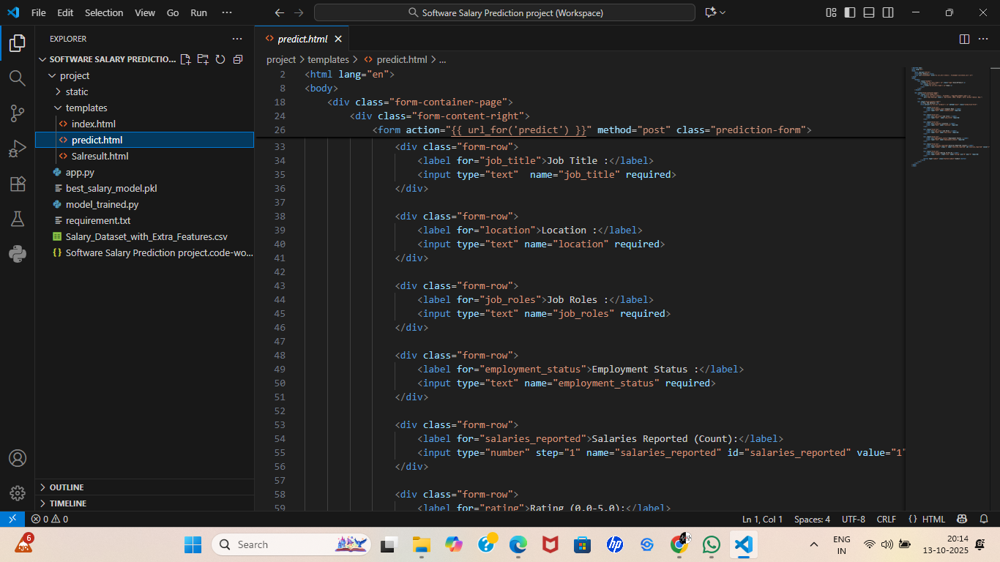 File Edit Selection View Go Run ···
Software Salary Prediction project (Workspace)
EXPLORER
SOFTWARE SALARY PREDICTIO...
project
static
templates
index.html
predict.html
Salresult.html
app.py
best_salary_model.pkl
model_trained.py
requirement.txt
Salary_Dataset_with_Extra_Features.csv
Software Salary Prediction project.code-wo...
OUTLINE
TIMELINE
predict.html
project > templates > predict.html > ...
2 <html lang="en">
8 <body>
18 <div class="form-container-page">
24 <div class="form-content-right">
26 <form action="{{ url_for('predict') }}" method="post" class="prediction-form">
33 <div class="form-row">
34 <label for="job_title">Job Title :</label>
35 <input type="text"  name="job_title" required>
36 </div>
37
38 <div class="form-row">
39 <label for="location">Location :</label>
40 <input type="text" name="location" required>
41 </div>
42
43 <div class="form-row">
44 <label for="job_roles">Job Roles :</label>
45 <input type="text" name="job_roles" required>
46 </div>
47
48 <div class="form-row">
49 <label for="employment_status">Employment Status :</label>
50 <input type="text" name="employment_status" required>
51 </div>
52
53 <div class="form-row">
54 <label for="salaries_reported">Salaries Reported (Count):</label>
55 <input type="number" step="1" name="salaries_reported" id="salaries_reported" value="1"
56 </div>
57
58 <div class="form-row">
59 <label for="rating">Rating (0.0-5.0):</label>
0 0
Ln 1, Col 1 Spaces: 4 UTF-8 CRLF {} HTML
6
Search
ENG
IN
20:14
13-10-2025